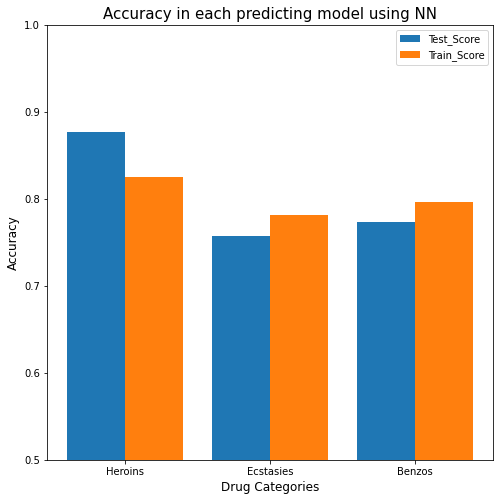 Accuracy in each predicting model using NN
Test_Score
Train_Score
Accuracy
1.0
0.9
0.8
0.7
0.6
0.5
Heroins Ecstasies Benzos
Drug Categories